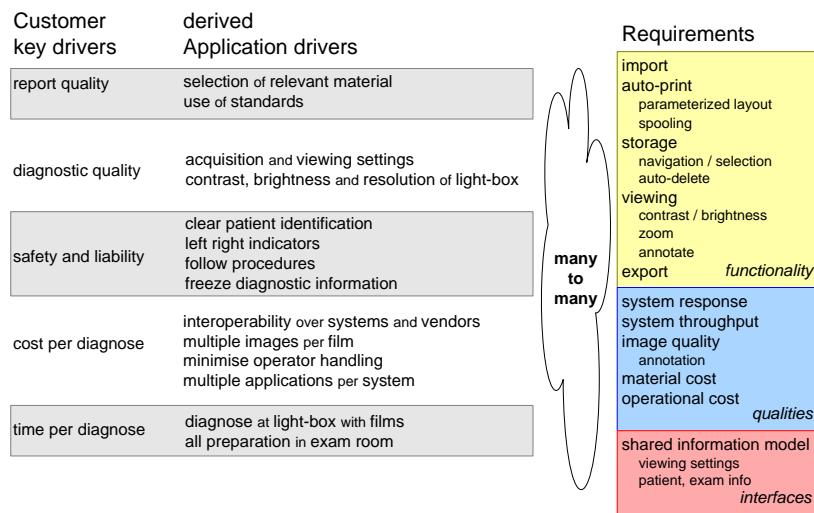 Customer
key drivers
derived
Application drivers
report quality
selection of relevant material
use of standards
diagnostic quality
acquisition and viewing settings
contrast, brightness and resolution of light-box
safety and liability
clear patient identification
left right indicators
follow procedures
freeze diagnostic information
cost per diagnose
interoperability over systems and vendors
multiple images per film
minimise operator handling
multiple applications per system
time per diagnose
diagnose at light-box with films
all preparation in exam room
many
to
many
Requirements
import
auto-print
parameterized layout
spooling
storage
navigation / selection
auto-delete
viewing
contrast / brightness
zoom
annotate
export
functionality
system response
system throughput
image quality
annotation
material cost
operational cost
qualities
shared information model
viewing settings
patient, exam info
interfaces